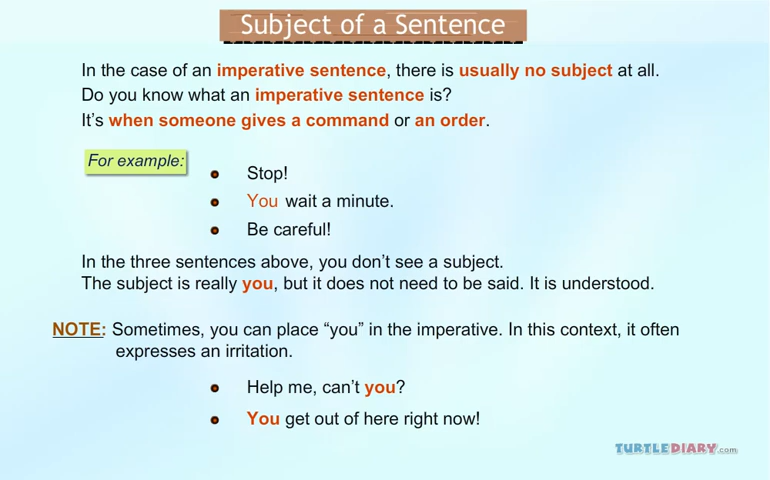 Subject of a Sentence
In the case of an imperative sentence, there is usually no subject at all.
Do you know what an imperative sentence is?
It's when someone gives a command or an order.
For example:
Stop!
You wait a minute.
Be careful!
In the three sentences above, you don't see a subject.
The subject is really you, but it does not need to be said. It is understood.
NOTE: Sometimes, you can place “you” in the imperative. In this context, it often
expresses an irritation.
Help me, can't you?
You get out of here right now!
TURTLEDIARY.com